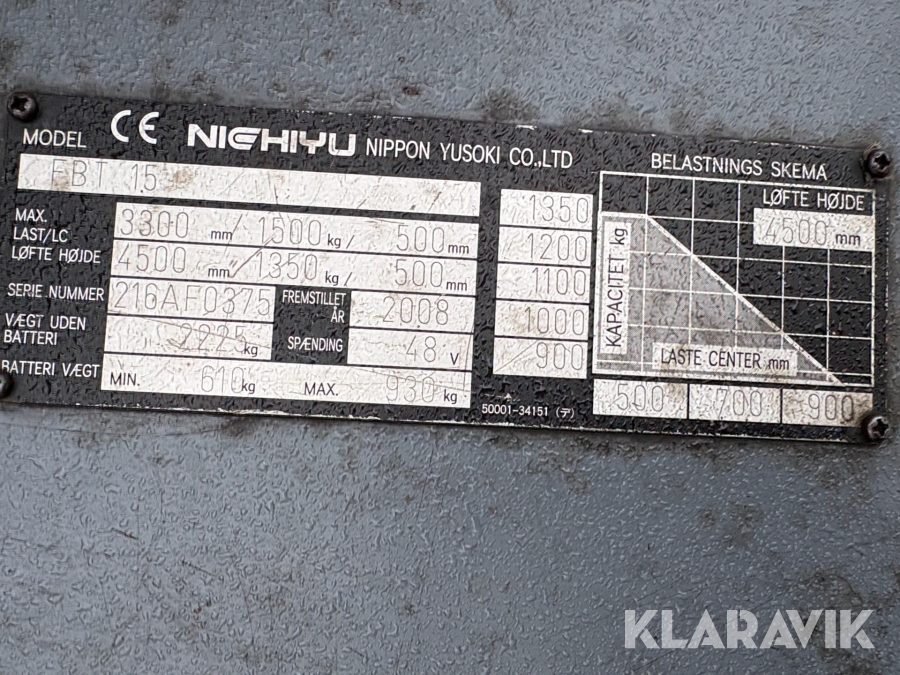 MODEL CE NICHIYU NIPPON YUSOKI CO.,LTD
FBT 15
MAX. LAST/LC 3300 mm / 1500 kg / 500 mm
LØFTE HØJDE 4500 mm / 1350 kg / 500 mm
SERIE NUMMER 216AF0375 FREMSTILLET ÅR 2008
VÆGT UDEN BATTERI 2225 kg SPÆNDING 48 V
BATTERI VÆGT MIN. 610 kg MAX. 930 kg
50001-34151 (デ)
BELASTNINGS SKEMA
LØFTE HØJDE
4500 mm
1350
1200
1100
1000
900
KAPACITET kg
LASTE CENTER mm
500 700 900
KLARAVIK